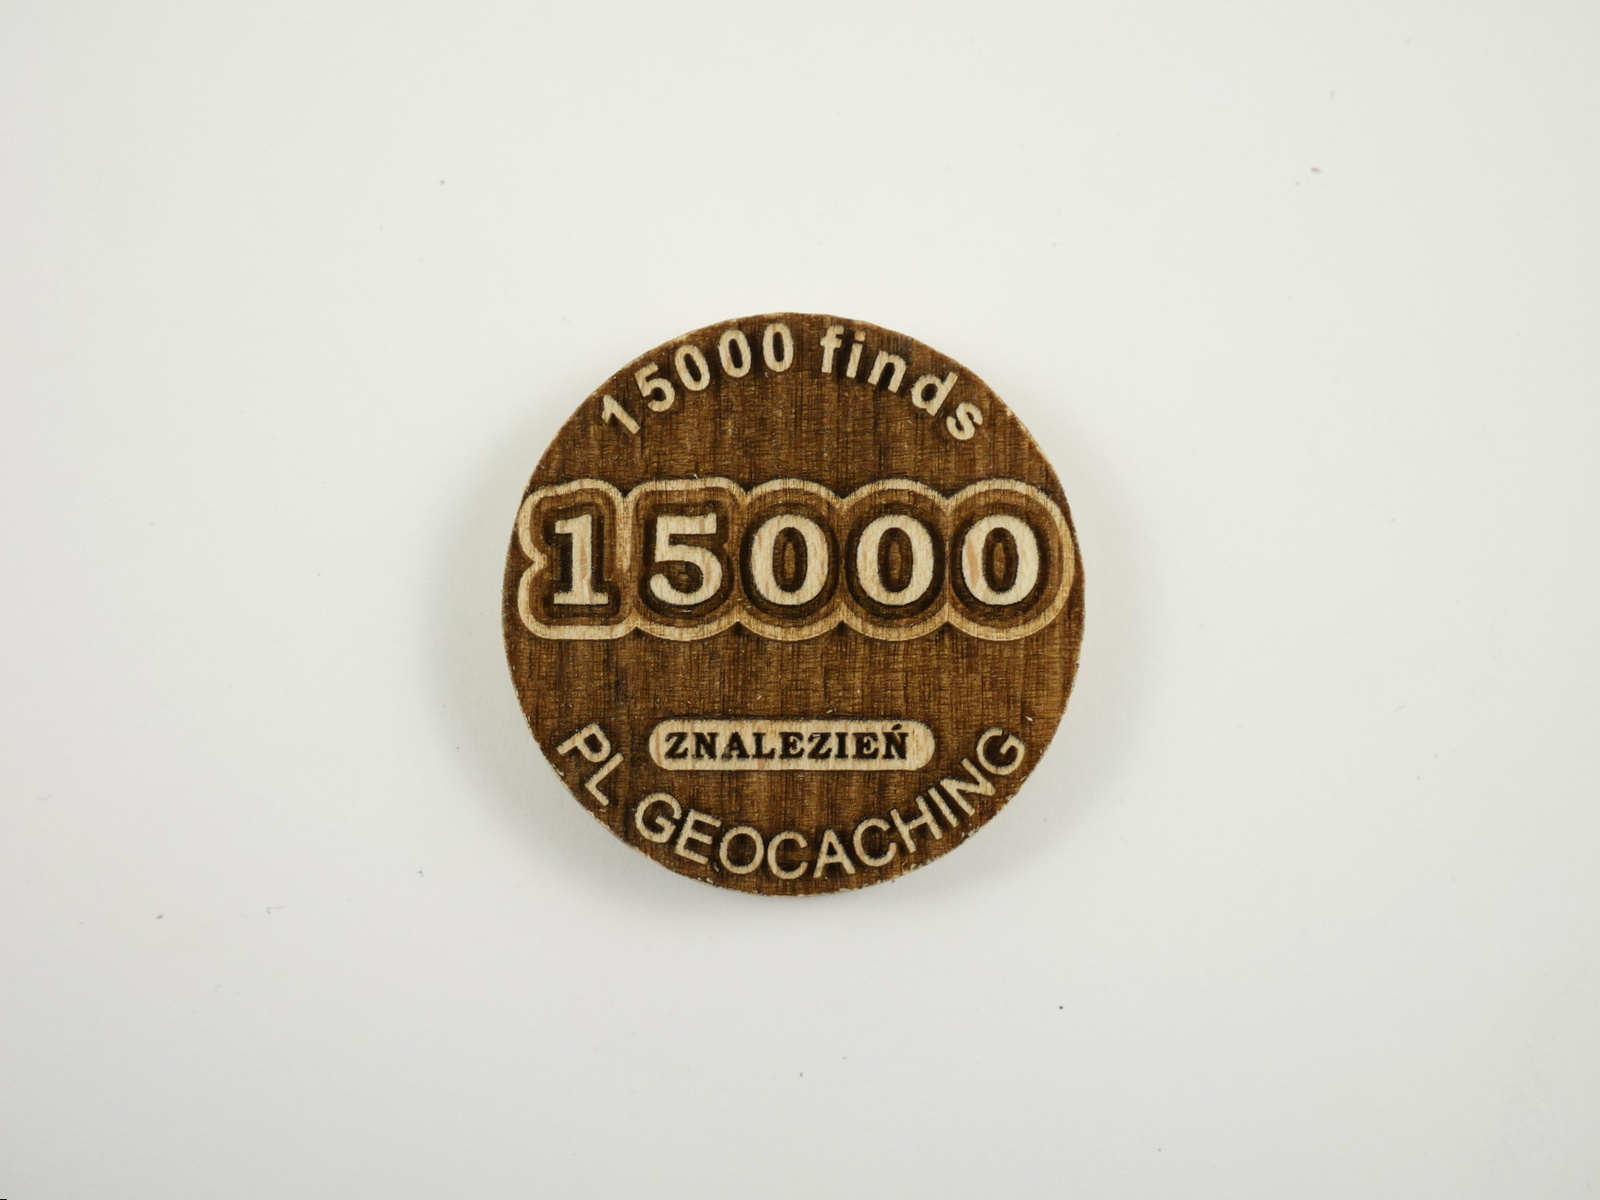 15000 finds
15000
ZNALEZIEŃ
PL GEOCACHING